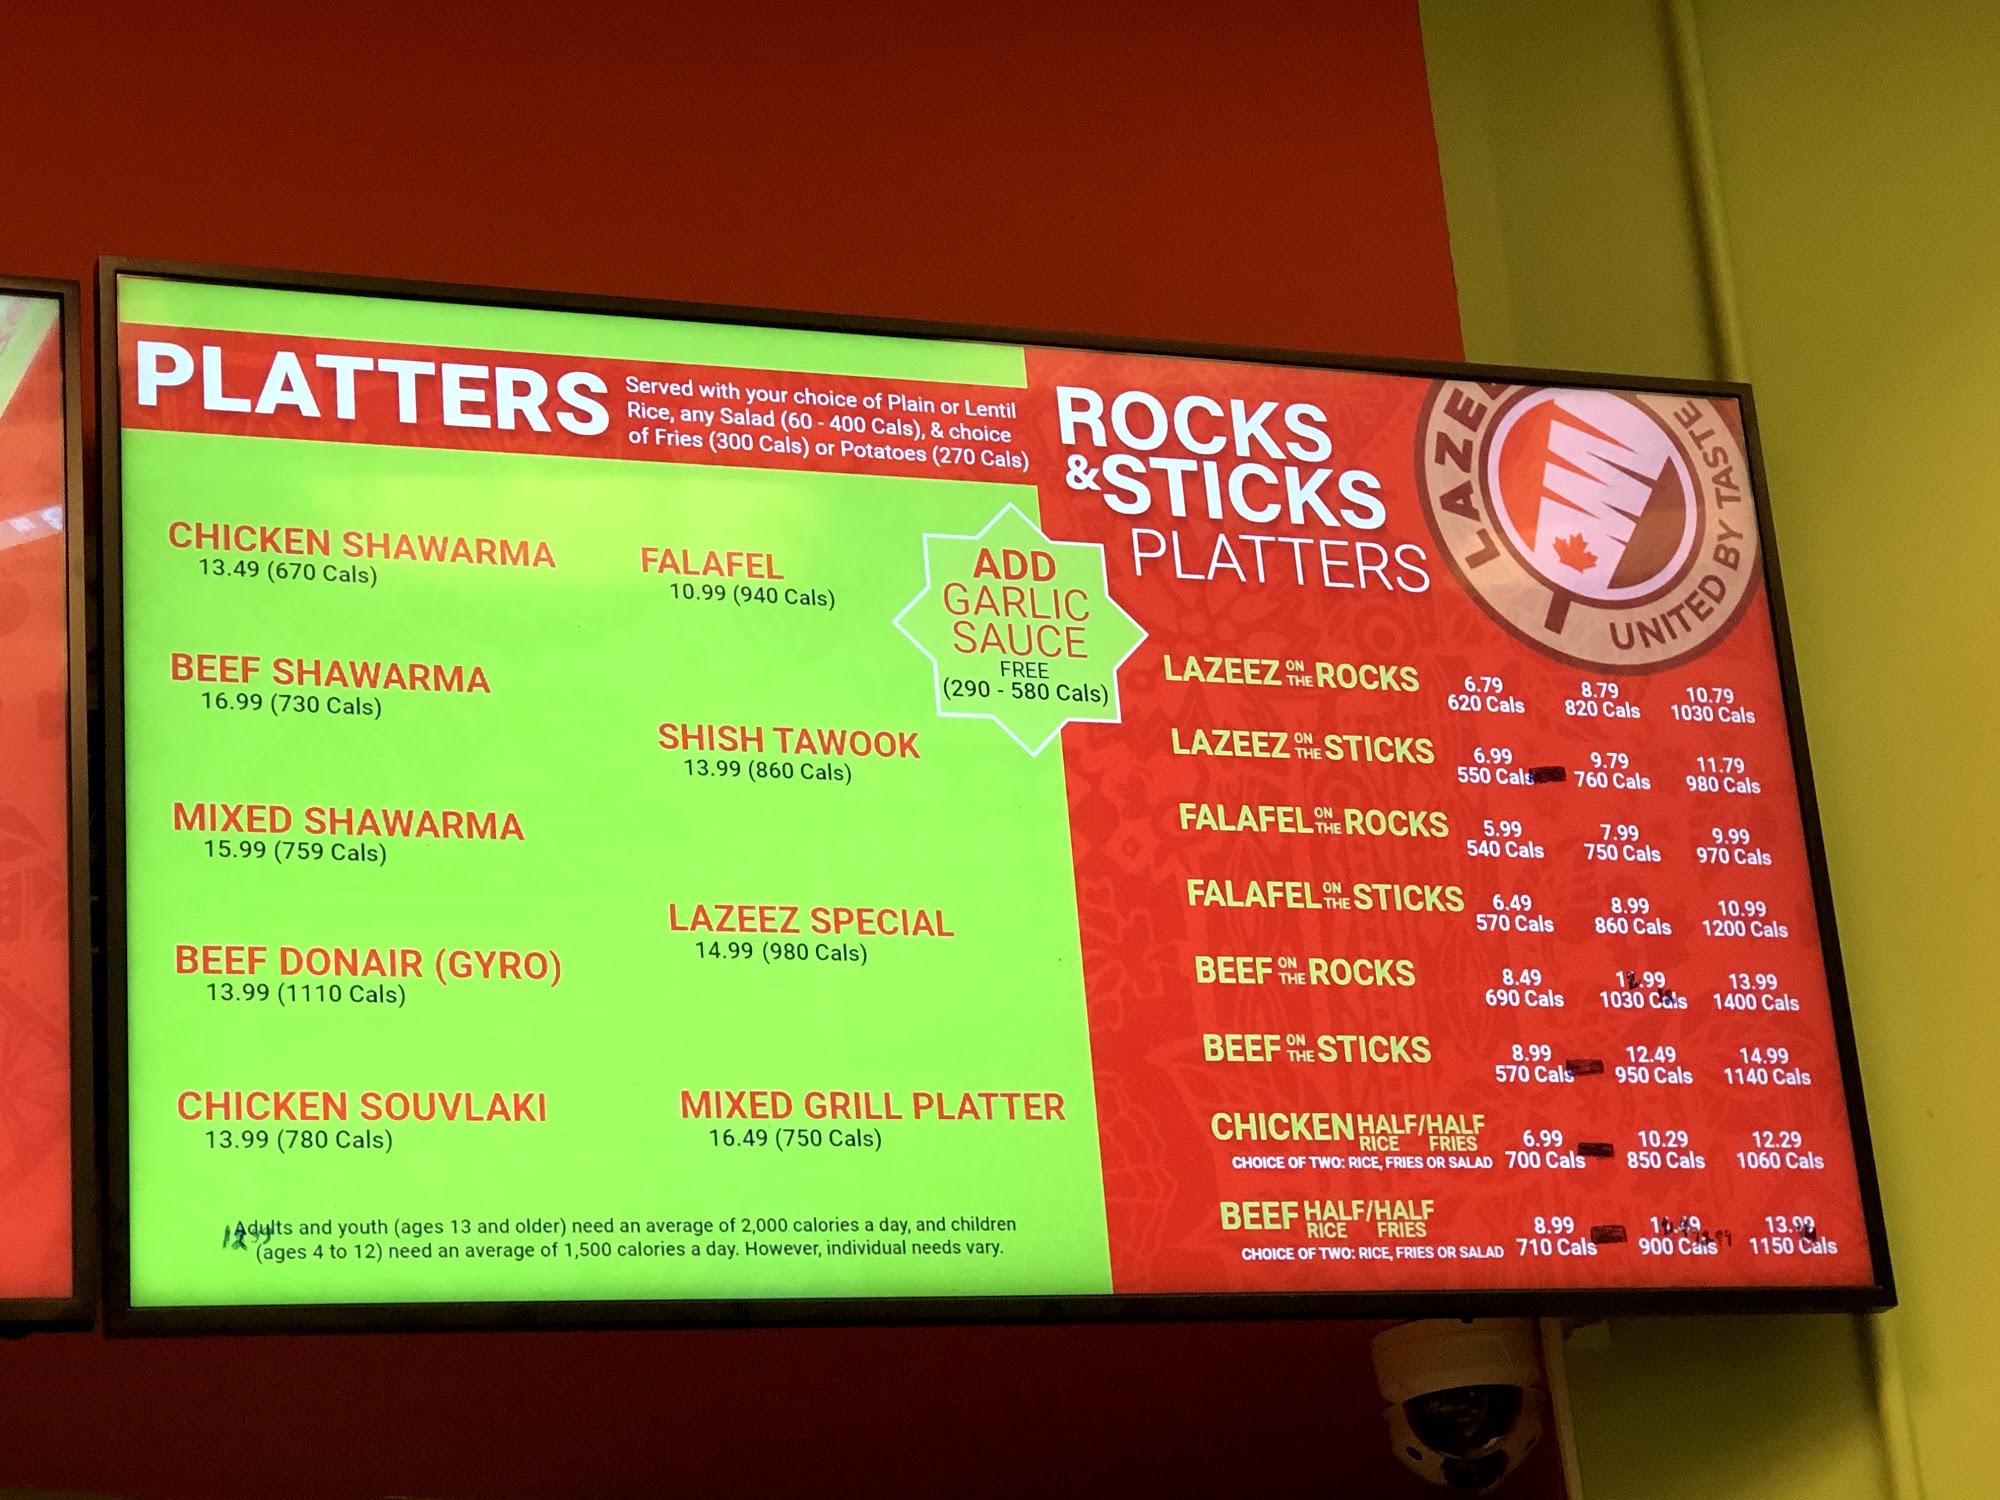 PLATTERS
Served with your choice of Plain or Lentil
Rice, any Salad (60 - 400 Cals), & choice
of Fries (300 Cals) or Potatoes (270 Cals)
CHICKEN SHAWARMA
13.49 (670 Cals)
BEEF SHAWARMA
16.99 (730 Cals)
MIXED SHAWARMA
15.99 (759 Cals)
BEEF DONAIR (GYRO)
13.99 (1110 Cals)
CHICKEN SOUVLAKI
13.99 (780 Cals)
FALAFEL
10.99 (940 Cals)
SHISH TAWOOK
13.99 (860 Cals)
LAZEEZ SPECIAL
14.99 (980 Cals)
MIXED GRILL PLATTER
16.49 (750 Cals)
ADD
GARLIC
SAUCE
FREE
(290 - 580 Cals)
Adults and youth (ages 13 and older) need an average of 2,000 calories a day, and children
(ages 4 to 12) need an average of 1,500 calories a day. However, individual needs vary.
ROCKS
&STICKS
PLATTERS
UNITED BY TASTE
LAZEEZ ON THE ROCKS 6.79 8.79 10.79
620 Cals 820 Cals 1030 Cals
LAZEEZ ON THE STICKS 6.99 9.79 11.79
550 Cals 760 Cals 980 Cals
FALAFEL ON THE ROCKS 5.99 7.99 9.99
540 Cals 750 Cals 970 Cals
FALAFEL ON THE STICKS 6.49 8.99 10.99
570 Cals 860 Cals 1200 Cals
BEEF ON THE ROCKS 8.49 12.99 13.99
690 Cals 1030 Cals 1400 Cals
BEEF ON THE STICKS 8.99 12.49 14.99
570 Cals 950 Cals 1140 Cals
CHICKEN HALF/HALF RICE FRIES 6.99 10.29 12.29
CHOICE OF TWO: RICE, FRIES OR SALAD 700 Cals 850 Cals 1060 Cals
BEEF HALF/HALF RICE FRIES 8.99 13.99
CHOICE OF TWO: RICE, FRIES OR SALAD 710 Cals 900 Cals 1150 Cals